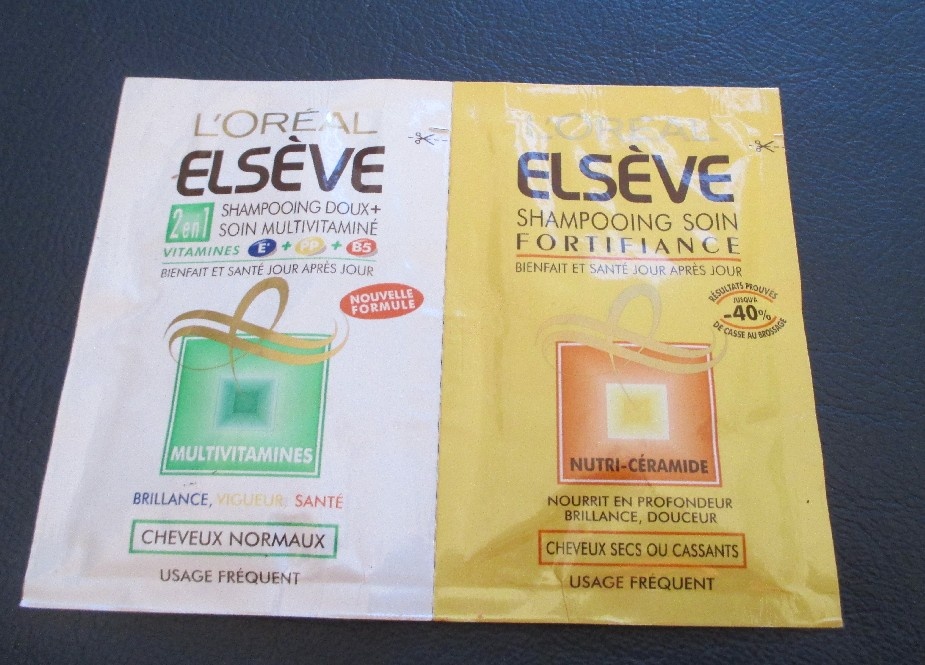 L'ORÉAL
ELSÈVE
2 en 1
SHAMPOOING DOUX+
SOIN MULTIVITAMINÉ
VITAMINES E* + PP + B5
BIENFAIT ET SANTÉ JOUR APRÈS JOUR
NOUVELLE
FORMULE
MULTIVITAMINES
BRILLANCE, VIGUEUR, SANTÉ
CHEVEUX NORMAUX
USAGE FRÉQUENT
L'ORÉAL
ELSÈVE
SHAMPOOING SOIN
FORTIFIANCE
BIENFAIT ET SANTÉ JOUR APRÈS JOUR
RÉSULTATS PROUVÉS
JUSQU'À
-40%
DE CASSE AU BROSSAGE
NUTRI-CÉRAMIDE
NOURRIT EN PROFONDEUR
BRILLANCE, DOUCEUR
CHEVEUX SECS OU CASSANTS
USAGE FRÉQUENT